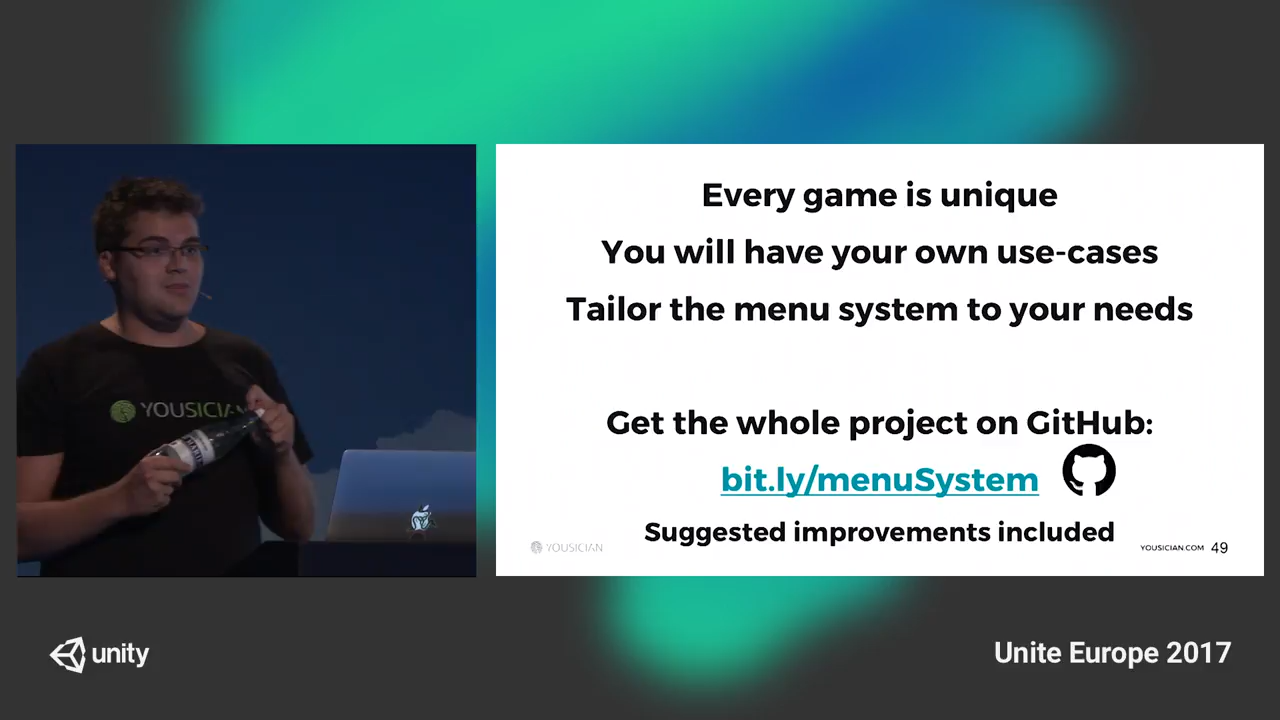 Every game is unique
You will have your own use-cases
Tailor the menu system to your needs
Get the whole project on GitHub:
bit.ly/menuSystem
Suggested improvements included
YOUSICIAN
YOUSICIAN.COM 49
YOUSICIAN
unity
Unite Europe 2017